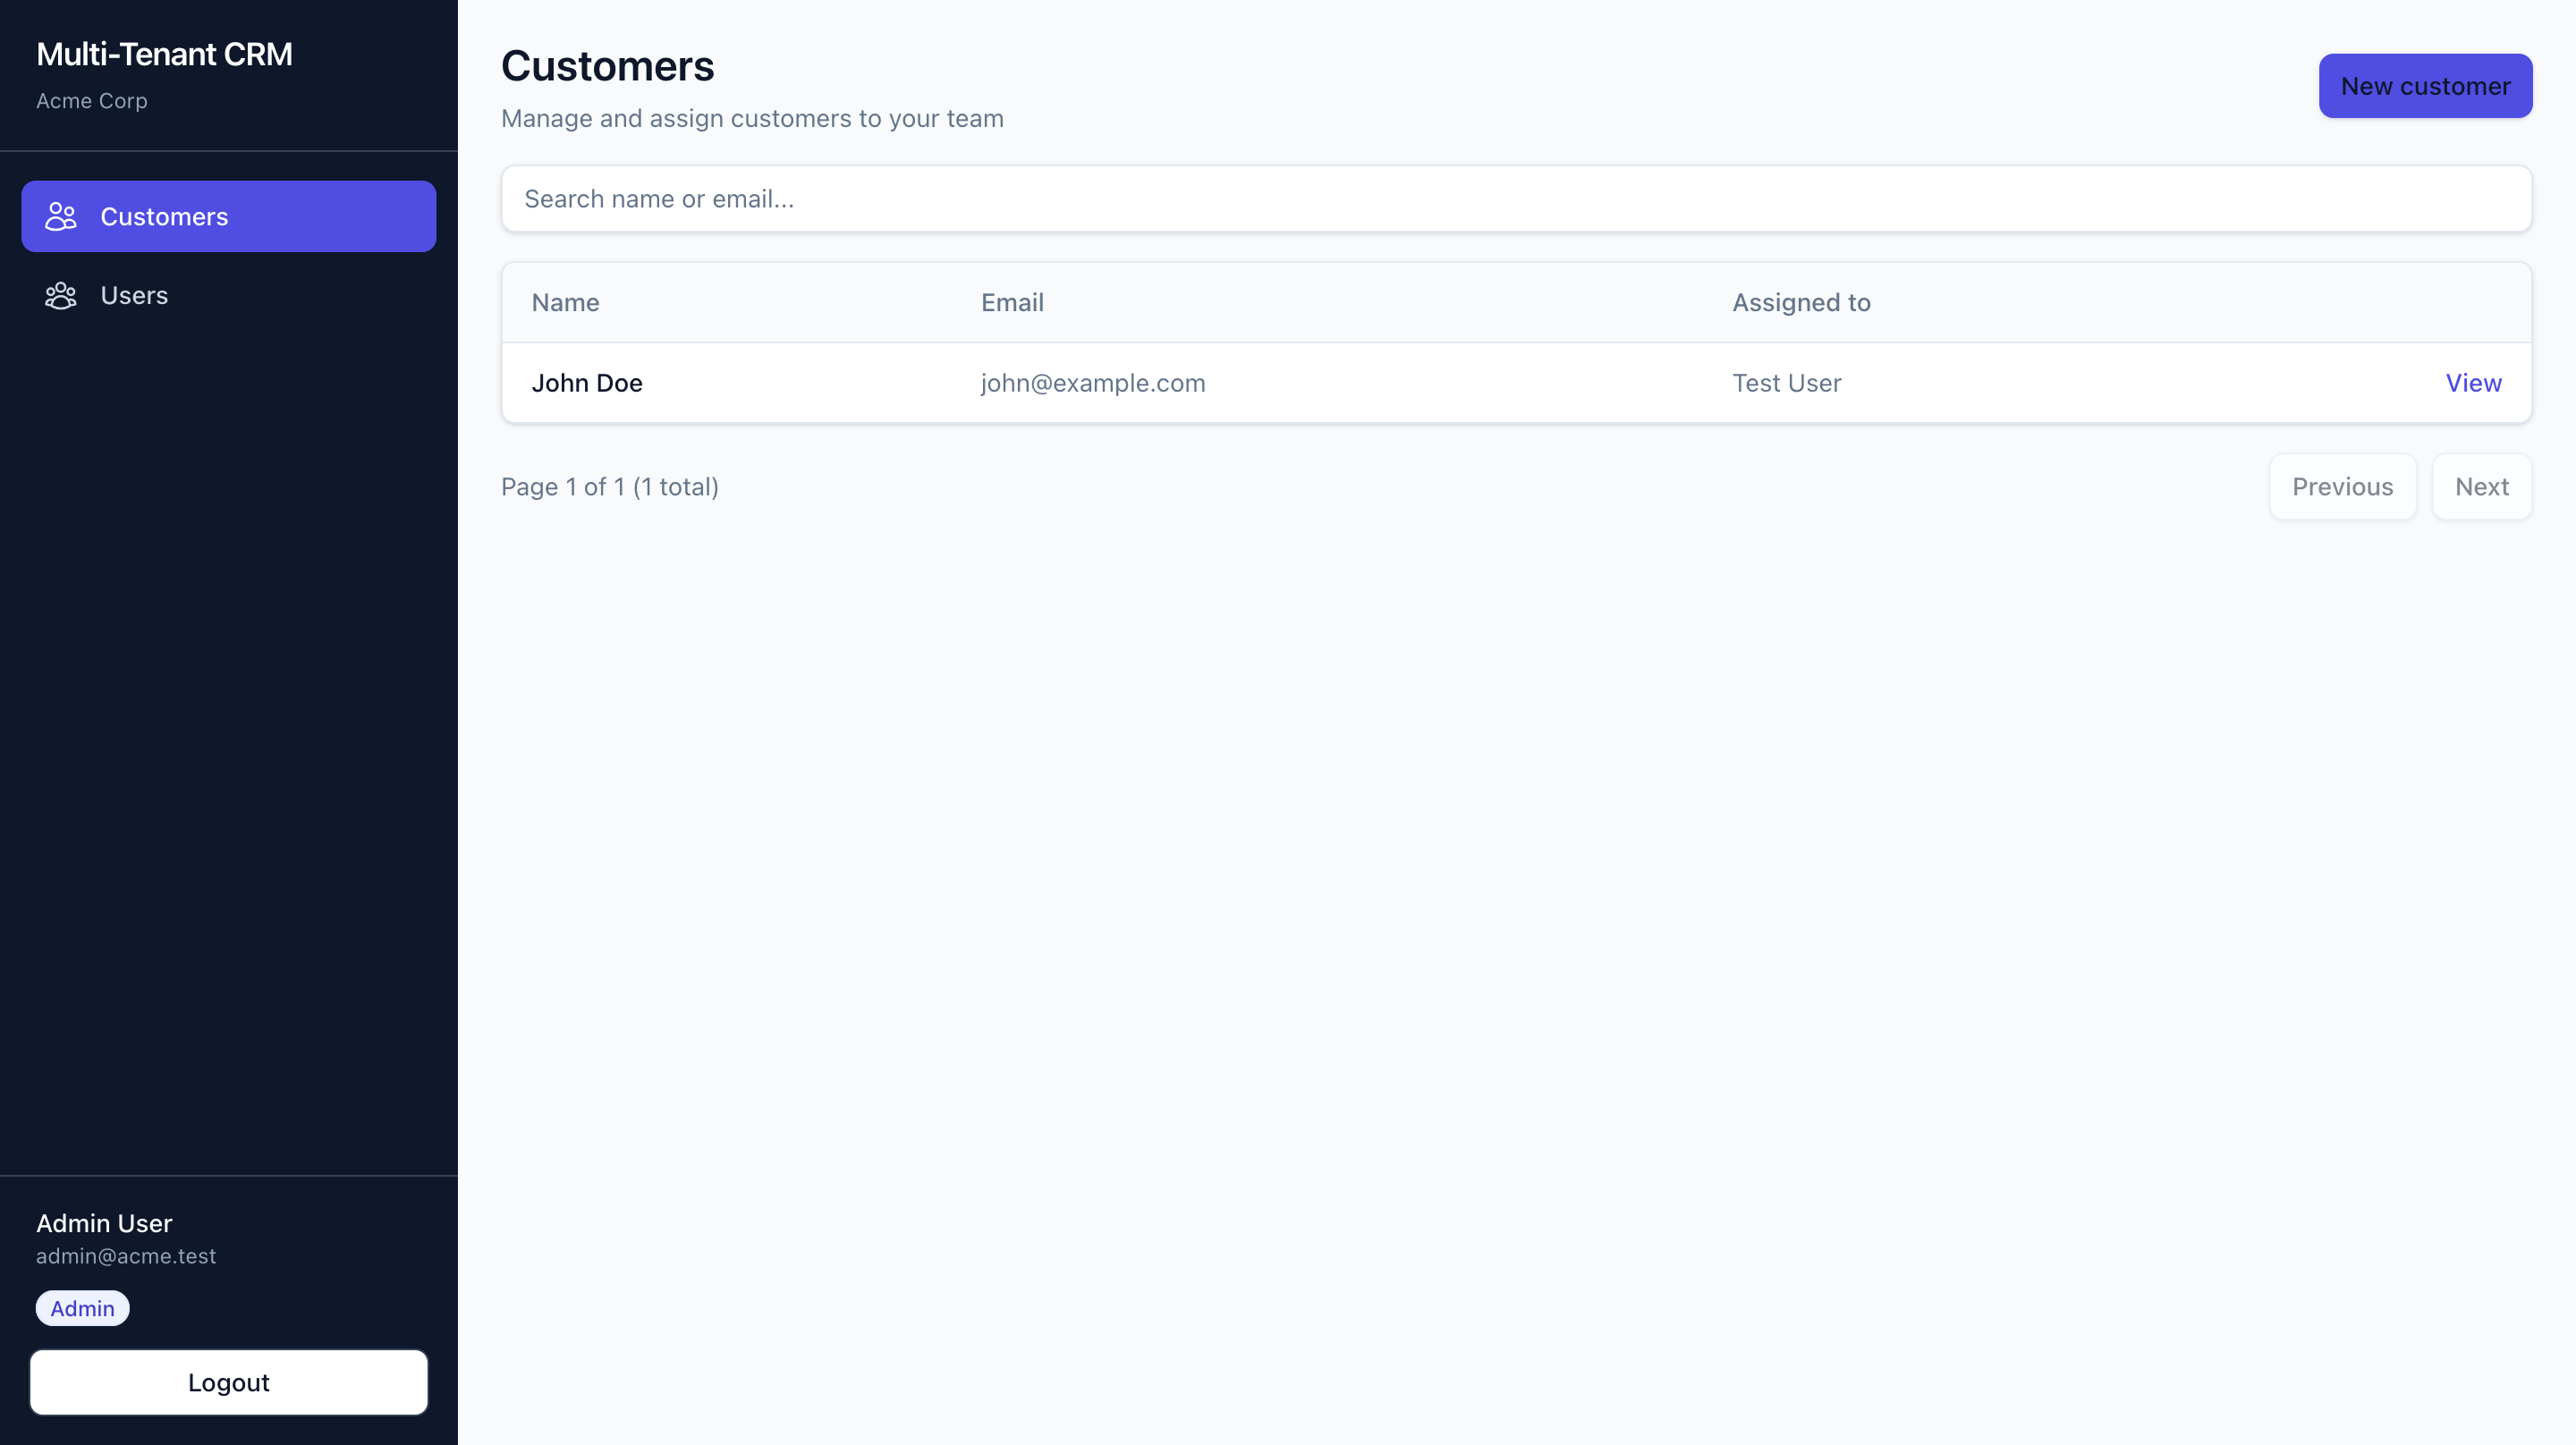 Multi-Tenant CRM
Acme Corp
Customers
Users
Admin User
admin@acme.test
Admin
Logout
Customers
Manage and assign customers to your team
New customer
Search name or email...
Name Email Assigned to
John Doe john@example.com Test User View
Page 1 of 1 (1 total)
Previous Next